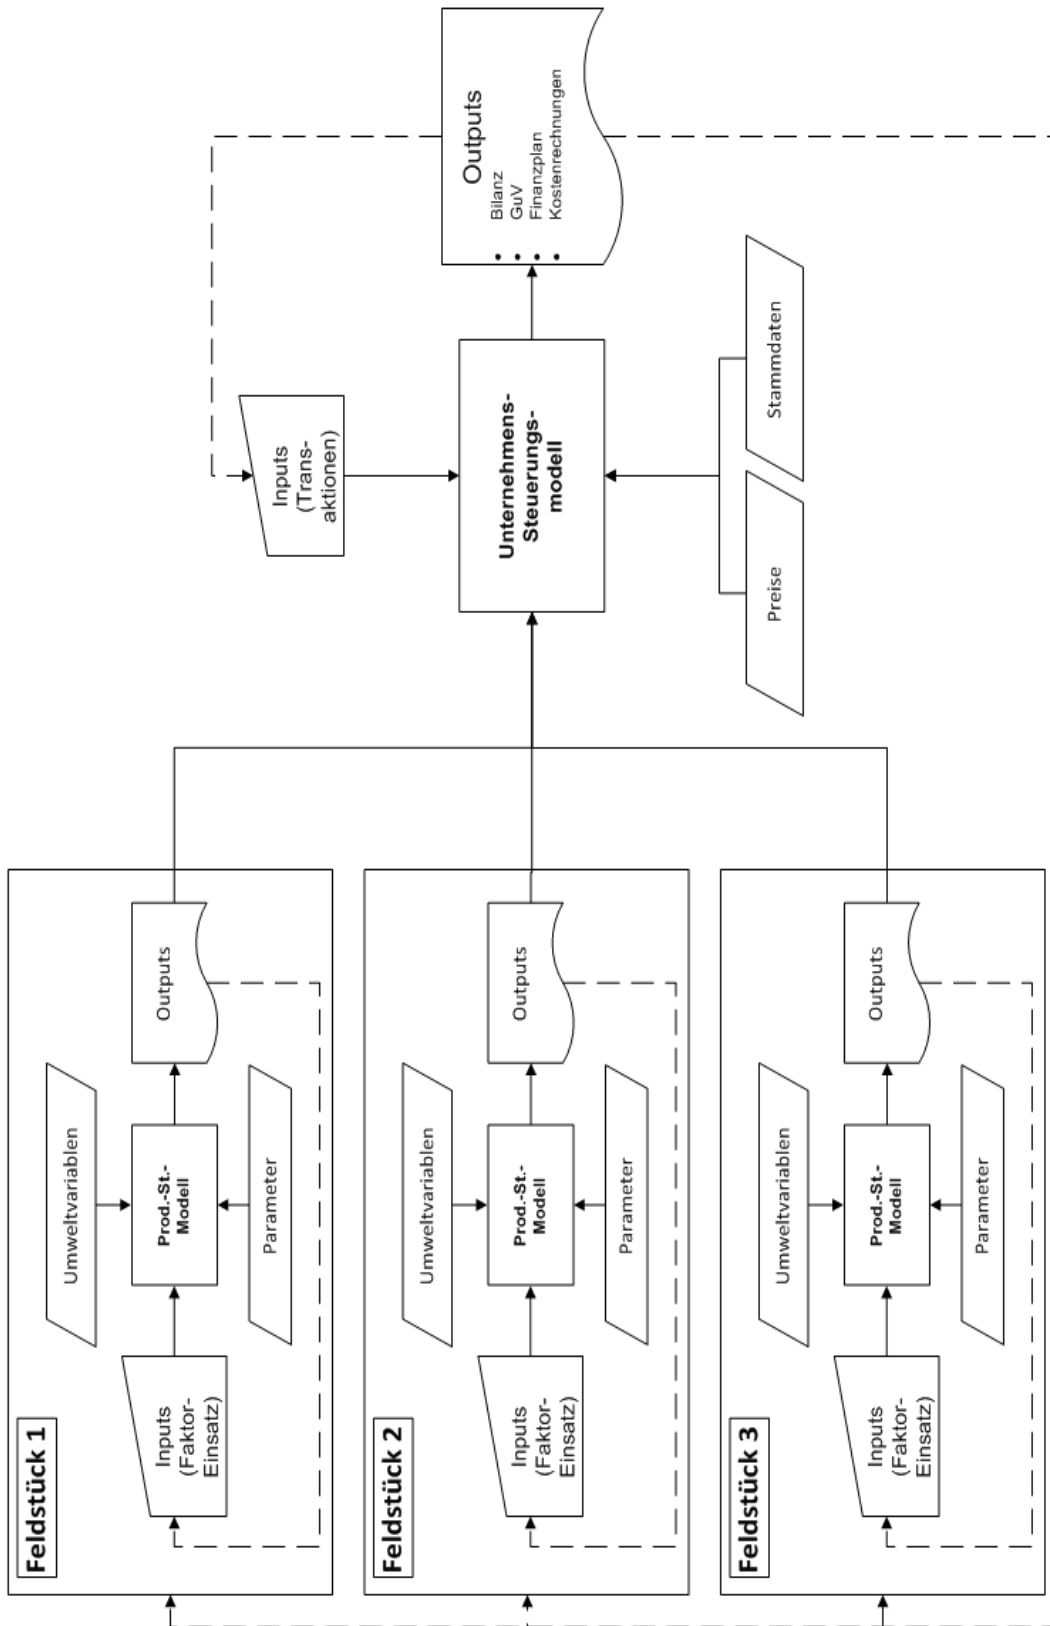 Feldstück 1
Inputs
(Faktor-
Einsatz)
Umweltvariablen
Prod.-St.-
Modell
Parameter
Outputs
Feldstück 2
Inputs
(Faktor-
Einsatz)
Umweltvariablen
Prod.-St.-
Modell
Parameter
Outputs
Feldstück 3
Inputs
(Faktor-
Einsatz)
Umweltvariablen
Prod.-St.-
Modell
Parameter
Outputs
Inputs
(Trans-
aktionen)
Unternehmens-
Steuerungs-
modell
Preise
Stammdaten
Outputs
• Bilanz
• GuV
• Finanzplan
• Kostenrechnungen